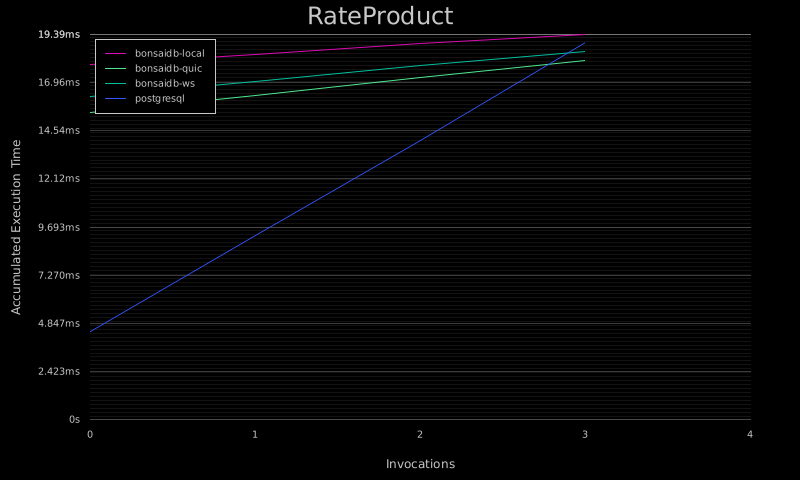 RateProduct
19.39ms
16.96ms
14.54ms
12.12ms
9.693ms
7.270ms
4.847ms
2.423ms
0s
Accumulated Execution Time
bonsaidb-local
bonsaidb-quic
bonsaidb-ws
postgresql
0 1 2 3 4
Invocations